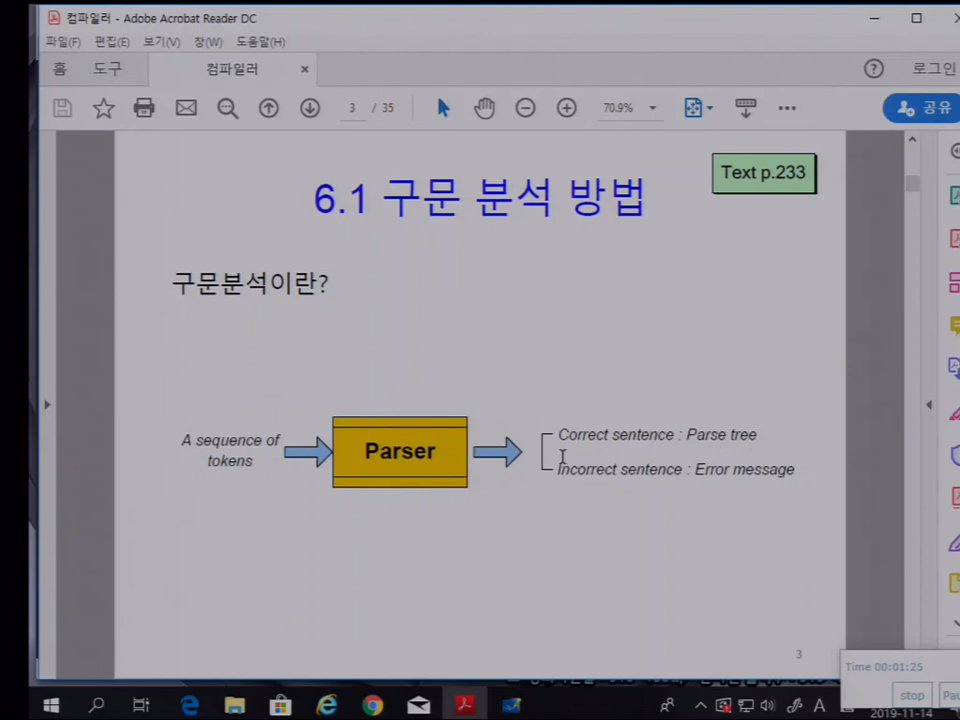 컴파일러 - Adobe Acrobat Reader DC
파일(F) 편집(E) 보기(V) 창(W) 도움말(H)
홈 도구 컴파일러 × 로그인
3 / 35 70.9% 공유
Text p.233
6.1 구문 분석 방법
구문분석이란?
A sequence of
tokens
Parser
Correct sentence : Parse tree
Incorrect sentence : Error message
3
Time 00:01:25
stop
A
2019-11-14